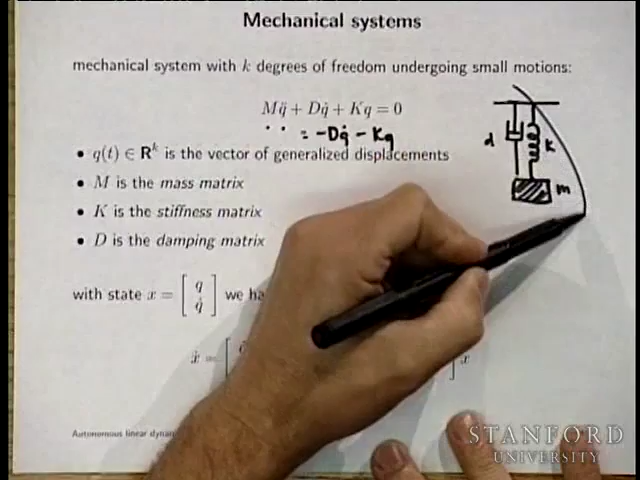 Mechanical systems
mechanical system with k degrees of freedom undergoing small motions:
Mq̈ + Dq̇ + Kq = 0
= -Dq̇ - Kq
d
k
m
• q(t) ∈ R^k is the vector of generalized displacements
• M is the mass matrix
• K is the stiffness matrix
• D is the damping matrix
with state x = [ q q̇ ] we
ẋ = [ ] x
Autonomous linear
STANFORD
UNIVERSITY